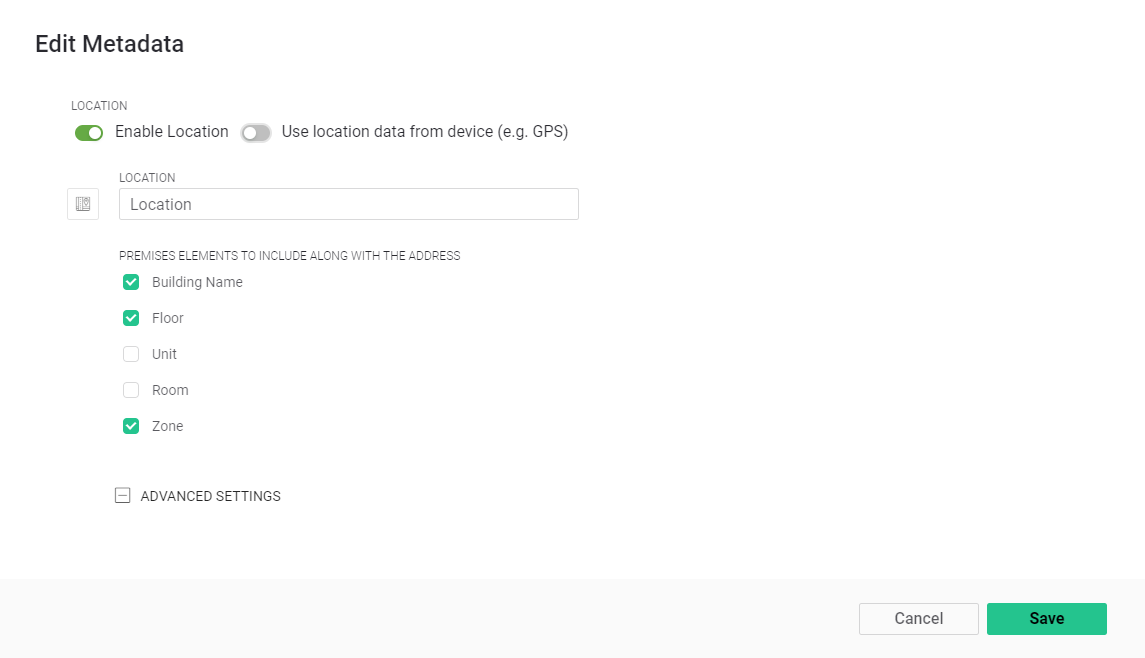 Edit Metadata
LOCATION
Enable Location Use location data from device (e.g. GPS)
LOCATION
Location
PREMISES ELEMENTS TO INCLUDE ALONG WITH THE ADDRESS
Building Name
Floor
Unit
Room
Zone
ADVANCED SETTINGS
Cancel Save